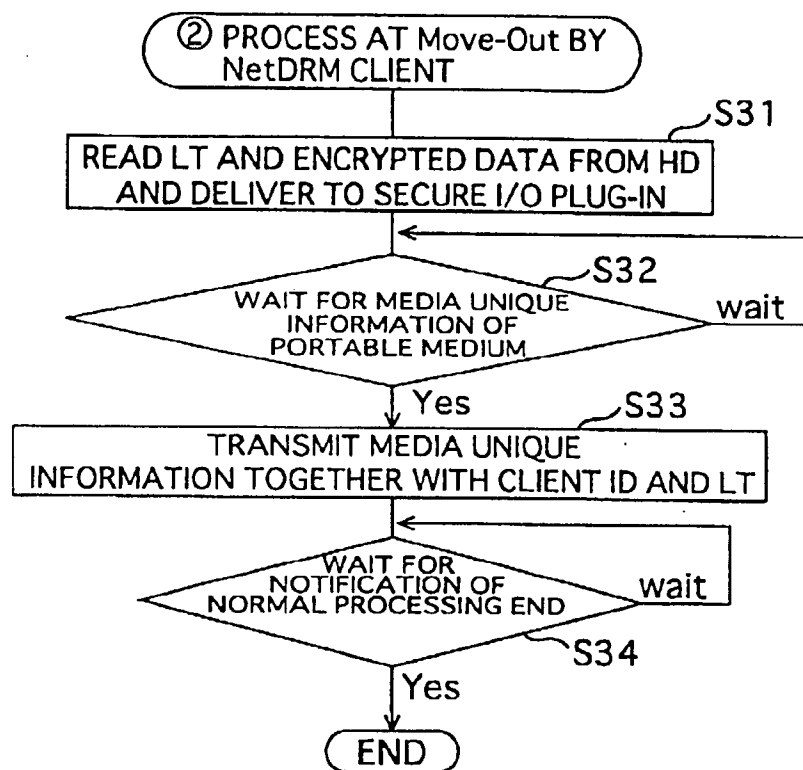 ② PROCESS AT Move-Out BY
NetDRM CLIENT
S31
READ LT AND ENCRYPTED DATA FROM HD
AND DELIVER TO SECURE I/O PLUG-IN
S32
WAIT FOR MEDIA UNIQUE
INFORMATION OF
PORTABLE MEDIUM
wait
Yes
S33
TRANSMIT MEDIA UNIQUE
INFORMATION TOGETHER WITH CLIENT ID AND LT
WAIT FOR
NOTIFICATION OF
NORMAL PROCESSING END
wait
S34
Yes
END